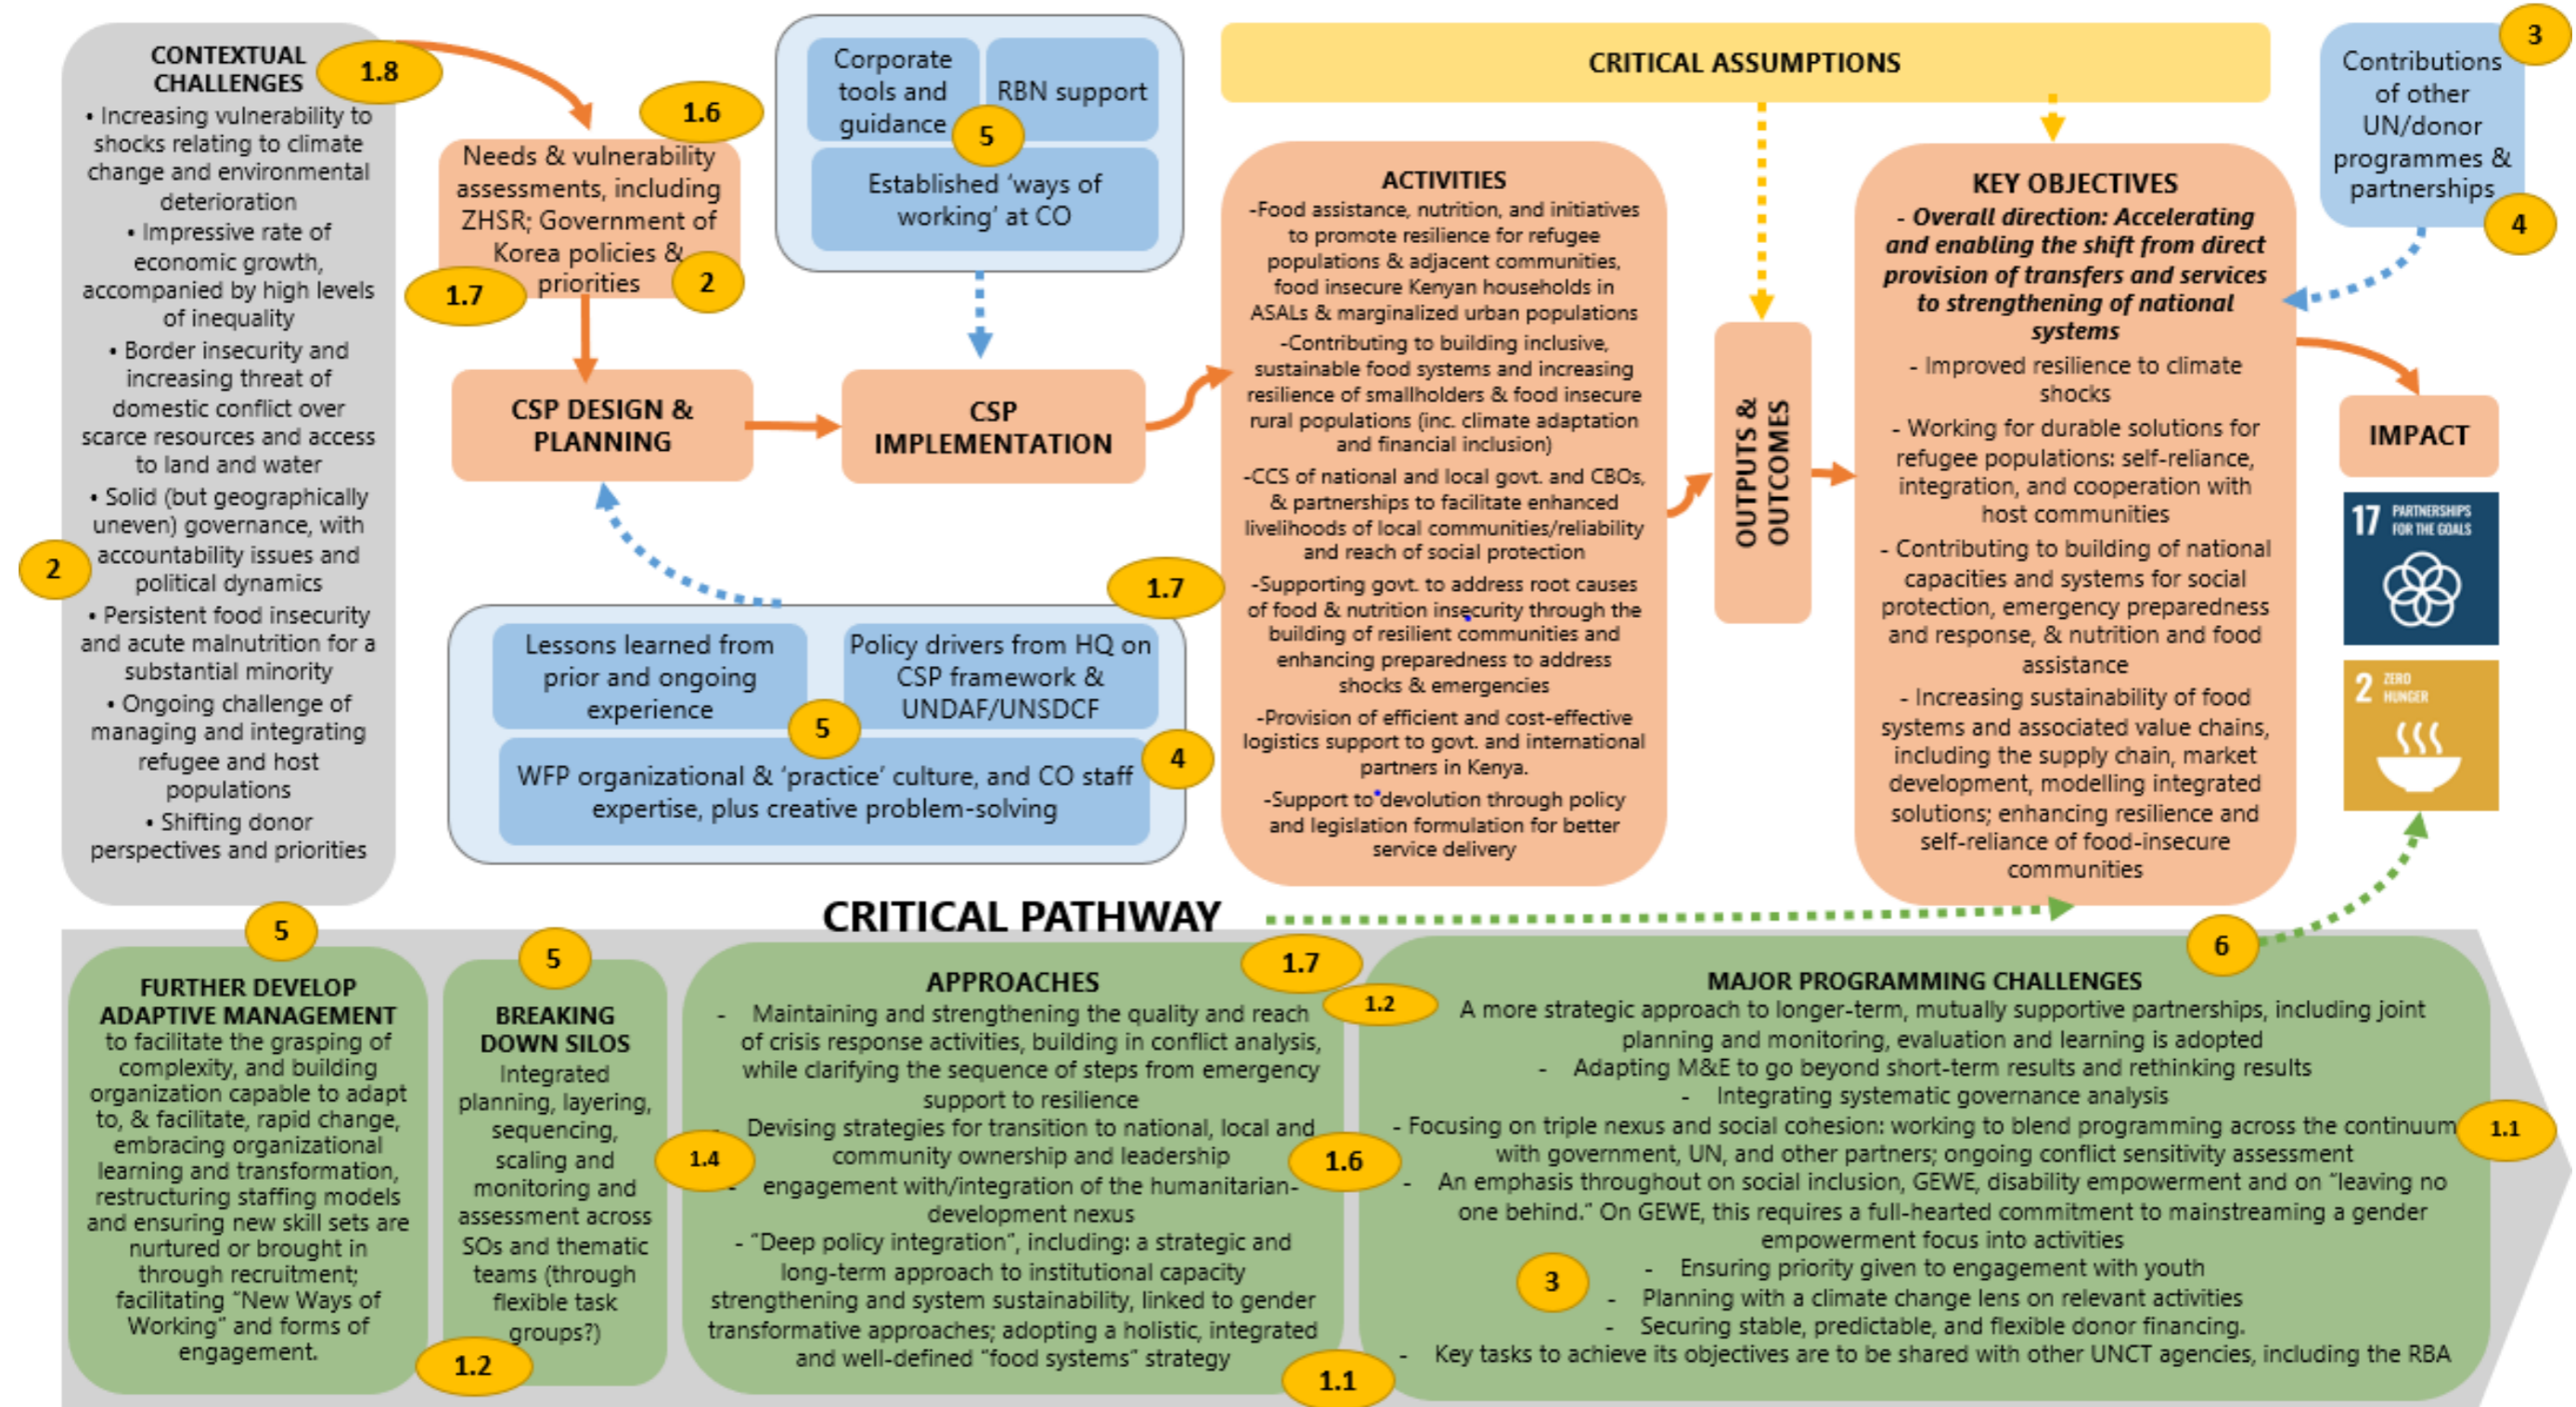 CONTEXTUAL
CHALLENGES
1.8
• Increasing vulnerability to
shocks relating to climate
change and environmental
deterioration
• Impressive rate of
economic growth,
accompanied by high levels
of inequality
• Border insecurity and
increasing threat of
domestic conflict over
scarce resources and access
to land and water
• Solid (but geographically
uneven) governance, with
accountability issues and
political dynamics
2
• Persistent food insecurity
and acute malnutrition for a
substantial minority
• Ongoing challenge of
managing and integrating
refugee and host
populations
• Shifting donor
perspectives and priorities
1.6
Needs & vulnerability
assessments, including
ZHSR; Government of
Korea policies &
priorities
1.7
2
CSP DESIGN &
PLANNING
Corporate
tools and
guidance
RBN support
5
Established ‘ways of
working’ at CO
CSP
IMPLEMENTATION
1.7
Lessons learned from
prior and ongoing
experience
Policy drivers from HQ on
CSP framework &
UNDAF/UNSDCF
5
4
WFP organizational & ‘practice’ culture, and CO staff
expertise, plus creative problem-solving
CRITICAL ASSUMPTIONS
ACTIVITIES
-Food assistance, nutrition, and initiatives
to promote resilience for refugee
populations & adjacent communities,
food insecure Kenyan households in
ASALs & marginalized urban populations
-Contributing to building inclusive,
sustainable food systems and increasing
resilience of smallholders & food insecure
rural populations (inc. climate adaptation
and financial inclusion)
-CCS of national and local govt. and CBOs,
& partnerships to facilitate enhanced
livelihoods of local communities/reliability
and reach of social protection
-Supporting govt. to address root causes
of food & nutrition insecurity through the
building of resilient communities and
enhancing preparedness to address
shocks & emergencies
-Provision of efficient and cost-effective
logistics support to govt. and international
partners in Kenya.
-Support to devolution through policy
and legislation formulation for better
service delivery
OUTPUTS &
OUTCOMES
KEY OBJECTIVES
- Overall direction: Accelerating
and enabling the shift from direct
provision of transfers and services
to strengthening of national
systems
- Improved resilience to climate
shocks
- Working for durable solutions for
refugee populations: self-reliance,
integration, and cooperation with
host communities
- Contributing to building of national
capacities and systems for social
protection, emergency preparedness
and response, & nutrition and food
assistance
- Increasing sustainability of food
systems and associated value chains,
including the supply chain, market
development, modelling integrated
solutions; enhancing resilience and
self-reliance of food-insecure
communities
3
Contributions
of other
UN/donor
programmes &
partnerships
4
IMPACT
17 PARTNERSHIPS
FOR THE GOALS
2 ZERO
HUNGER
CRITICAL PATHWAY
5
FURTHER DEVELOP
ADAPTIVE MANAGEMENT
to facilitate the grasping of
complexity, and building
organization capable to adapt
to, & facilitate, rapid change,
embracing organizational
learning and transformation,
restructuring staffing models
and ensuring new skill sets are
nurtured or brought in
through recruitment;
facilitating “New Ways of
Working” and forms of
engagement.
5
BREAKING
DOWN SILOS
Integrated
planning, layering,
sequencing,
scaling and
monitoring and
assessment across
SOs and thematic
teams (through
flexible task
groups?)
1.2
1.7
APPROACHES
- Maintaining and strengthening the quality and reach
of crisis response activities, building in conflict analysis,
while clarifying the sequence of steps from emergency
support to resilience
- Devising strategies for transition to national, local and
community ownership and leadership
1.4
- engagement with/integration of the humanitarian-
development nexus
- “Deep policy integration”, including: a strategic and
long-term approach to institutional capacity
strengthening and system sustainability, linked to gender
transformative approaches; adopting a holistic, integrated
and well-defined “food systems” strategy
1.1
6
MAJOR PROGRAMMING CHALLENGES
1.2
A more strategic approach to longer-term, mutually supportive partnerships, including joint
planning and monitoring, evaluation and learning is adopted
- Adapting M&E to go beyond short-term results and rethinking results
- Integrating systematic governance analysis
- Focusing on triple nexus and social cohesion: working to blend programming across the continuum
1.1
with government, UN, and other partners; ongoing conflict sensitivity assessment
1.6
- An emphasis throughout on social inclusion, GEWE, disability empowerment and on “leaving no
one behind.” On GEWE, this requires a full-hearted commitment to mainstreaming a gender
empowerment focus into activities
- Ensuring priority given to engagement with youth
3
- Planning with a climate change lens on relevant activities
- Securing stable, predictable, and flexible donor financing.
- Key tasks to achieve its objectives are to be shared with other UNCT agencies, including the RBA